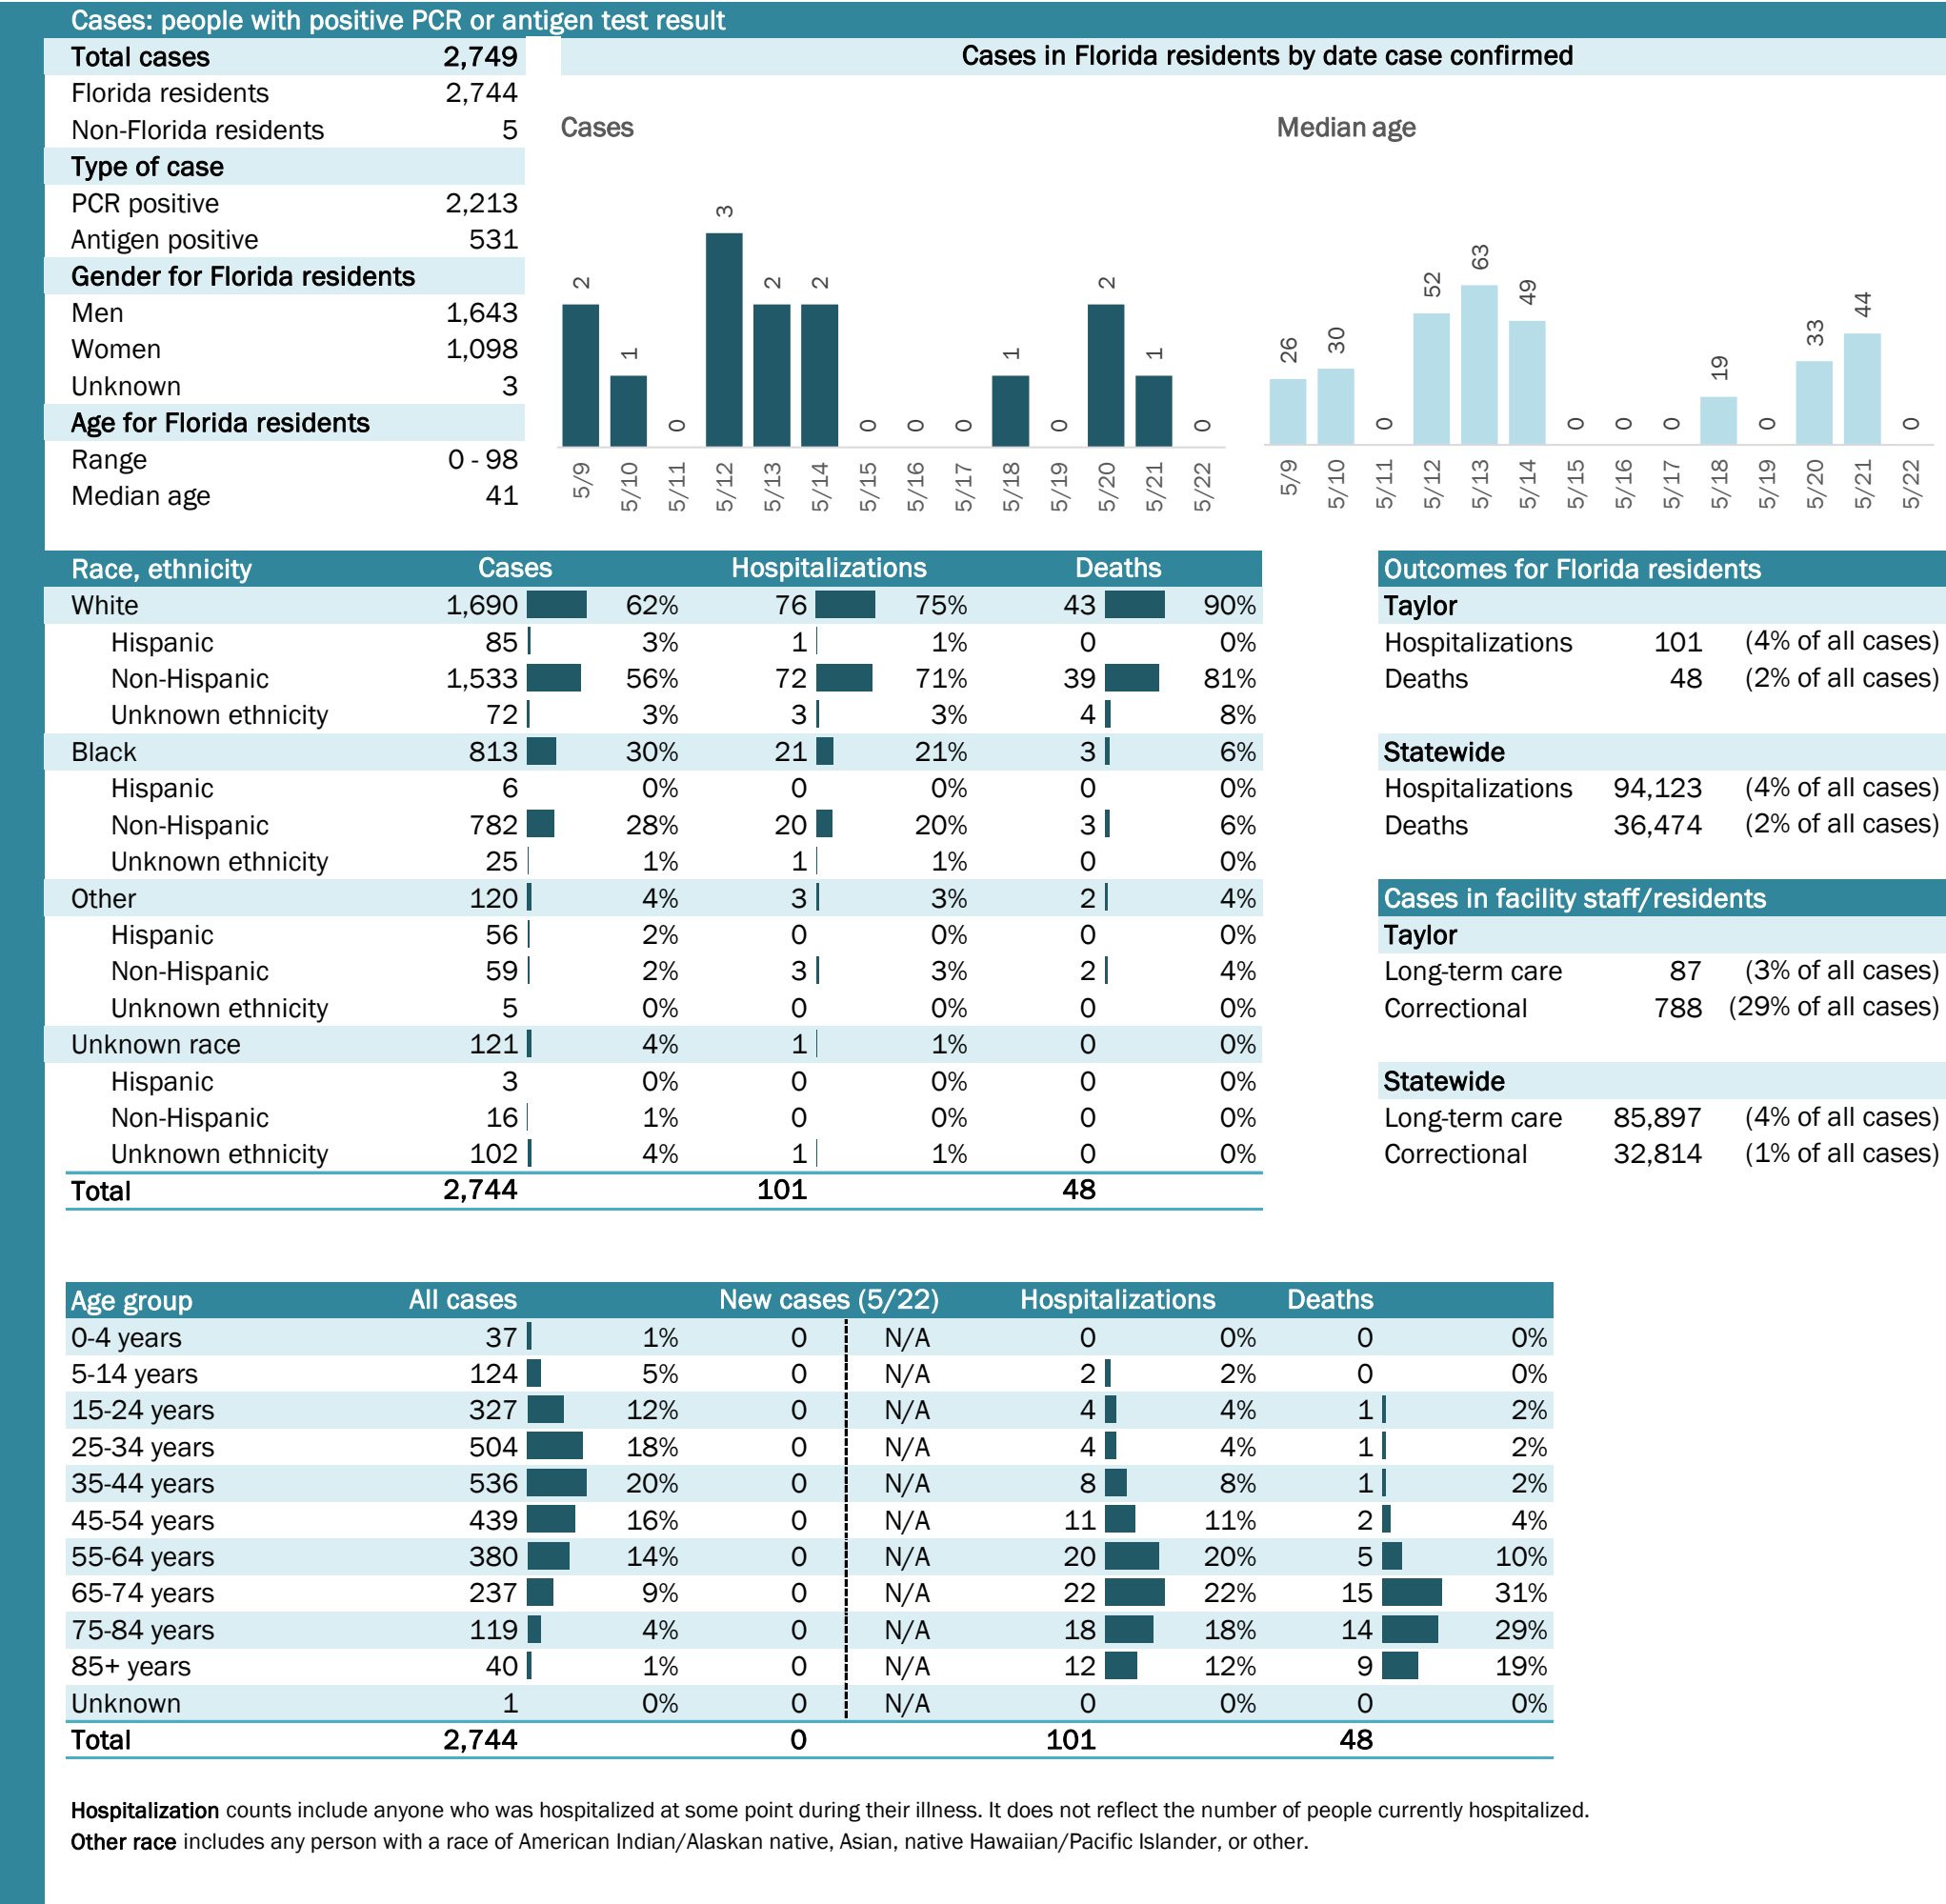 Cases: people with positive PCR or antigen test result
Total cases 2,749
Florida residents 2,744
Non-Florida residents 5
Type of case
PCR positive 2,213
Antigen positive 531
Gender for Florida residents
Men 1,643
Women 1,098
Unknown 3
Age for Florida residents
Range 0 - 98
Median age 41
Cases in Florida residents by date case confirmed
Cases
2 1 0 3 2 2 0 0 0 1 0 2 1 0
5/9 5/10 5/11 5/12 5/13 5/14 5/15 5/16 5/17 5/18 5/19 5/20 5/21 5/22
Median age
26 30 0 52 63 49 0 0 0 19 0 33 44 0
5/9 5/10 5/11 5/12 5/13 5/14 5/15 5/16 5/17 5/18 5/19 5/20 5/21 5/22
Race, ethnicity Cases Hospitalizations Deaths
White 1,690 62% 76 75% 43 90%
Hispanic 85 3% 1 1% 0 0%
Non-Hispanic 1,533 56% 72 71% 39 81%
Unknown ethnicity 72 3% 3 3% 4 8%
Black 813 30% 21 21% 3 6%
Hispanic 6 0% 0 0% 0 0%
Non-Hispanic 782 28% 20 20% 3 6%
Unknown ethnicity 25 1% 1 1% 0 0%
Other 120 4% 3 3% 2 4%
Hispanic 56 2% 0 0% 0 0%
Non-Hispanic 59 2% 3 3% 2 4%
Unknown ethnicity 5 0% 0 0% 0 0%
Unknown race 121 4% 1 1% 0 0%
Hispanic 3 0% 0 0% 0 0%
Non-Hispanic 16 1% 0 0% 0 0%
Unknown ethnicity 102 4% 1 1% 0 0%
Total 2,744 101 48
Outcomes for Florida residents
Taylor
Hospitalizations 101 (4% of all cases)
Deaths 48 (2% of all cases)
Statewide
Hospitalizations 94,123 (4% of all cases)
Deaths 36,474 (2% of all cases)
Cases in facility staff/residents
Taylor
Long-term care 87 (3% of all cases)
Correctional 788 (29% of all cases)
Statewide
Long-term care 85,897 (4% of all cases)
Correctional 32,814 (1% of all cases)
Age group All cases New cases (5/22) Hospitalizations Deaths
0-4 years 37 1% 0 N/A 0 0% 0 0%
5-14 years 124 5% 0 N/A 2 2% 0 0%
15-24 years 327 12% 0 N/A 4 4% 1 2%
25-34 years 504 18% 0 N/A 4 4% 1 2%
35-44 years 536 20% 0 N/A 8 8% 1 2%
45-54 years 439 16% 0 N/A 11 11% 2 4%
55-64 years 380 14% 0 N/A 20 20% 5 10%
65-74 years 237 9% 0 N/A 22 22% 15 31%
75-84 years 119 4% 0 N/A 18 18% 14 29%
85+ years 40 1% 0 N/A 12 12% 9 19%
Unknown 1 0% 0 N/A 0 0% 0 0%
Total 2,744 0 101 48
Hospitalization counts include anyone who was hospitalized at some point during their illness. It does not reflect the number of people currently hospitalized.
Other race includes any person with a race of American Indian/Alaskan native, Asian, native Hawaiian/Pacific Islander, or other.